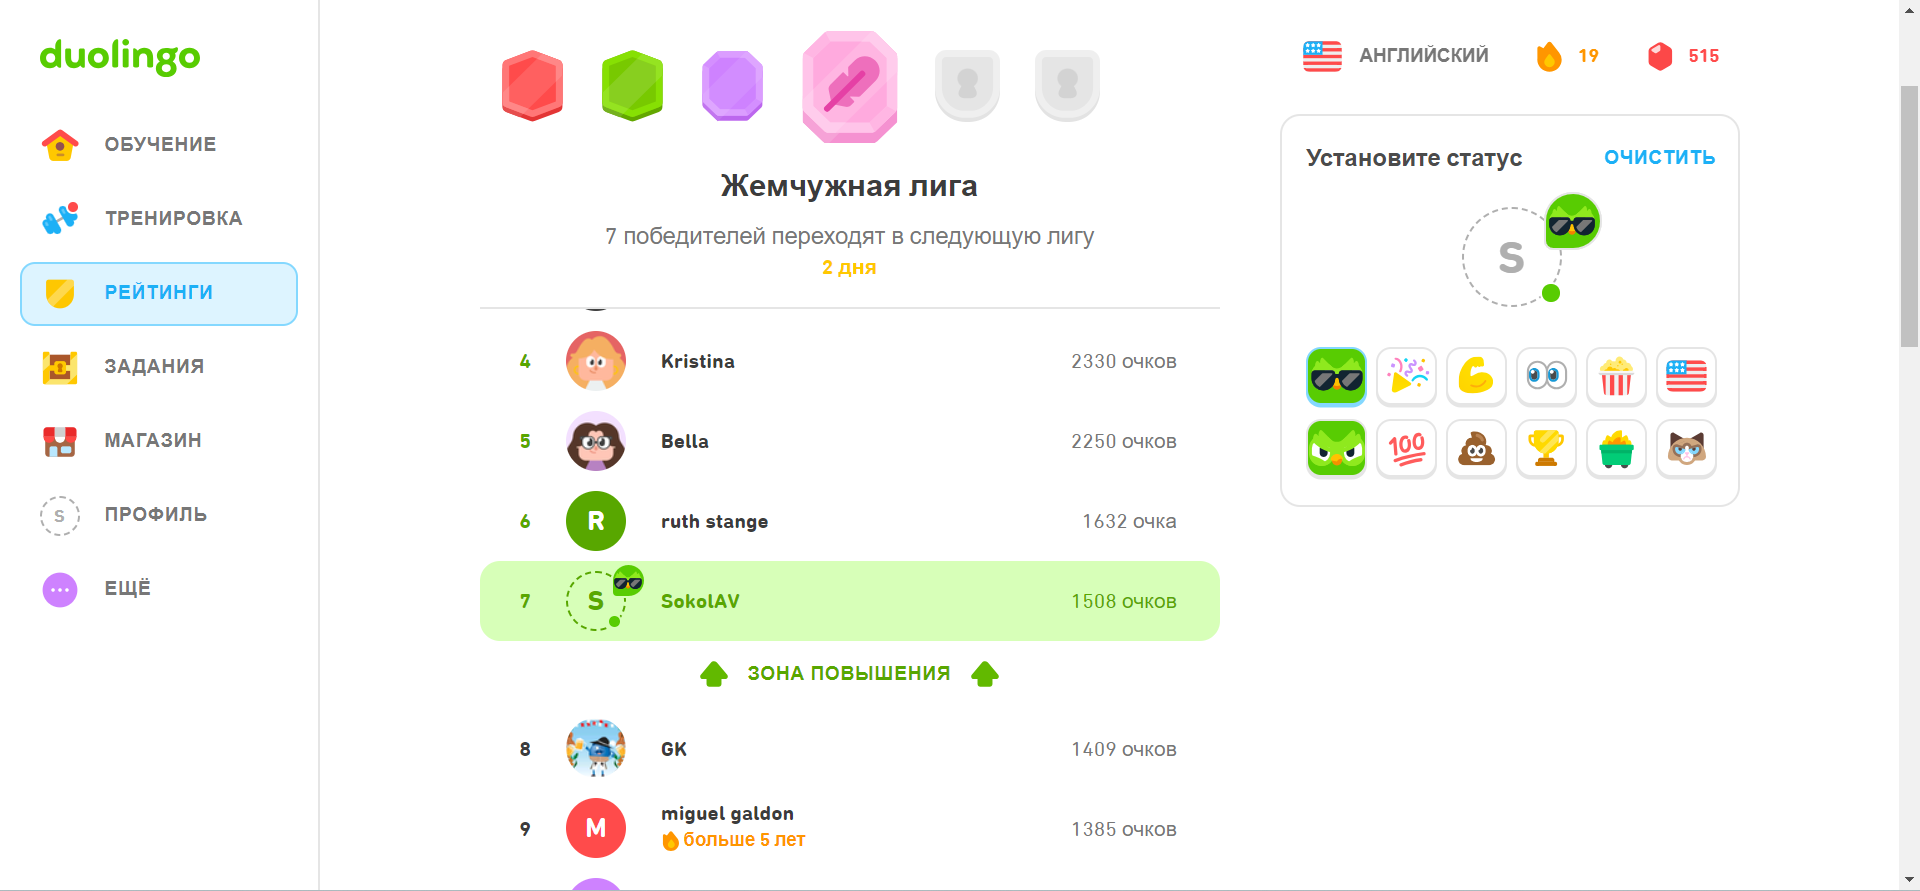 duolingo
ОБУЧЕНИЕ
ТРЕНИРОВКА
РЕЙТИНГИ
ЗАДАНИЯ
МАГАЗИН
S ПРОФИЛЬ
ЕЩЁ
Жемчужная лига
7 победителей переходят в следующую лигу
2 дня
4 Kristina 2330 очков
5 Bella 2250 очков
6 R ruth stange 1632 очка
7 S SokolAV 1508 очков
ЗОНА ПОВЫШЕНИЯ
8 GK 1409 очков
9 M miguel galdon 1385 очков
больше 5 лет
АНГЛИЙСКИЙ 19 515
Установите статус ОЧИСТИТЬ
S
100